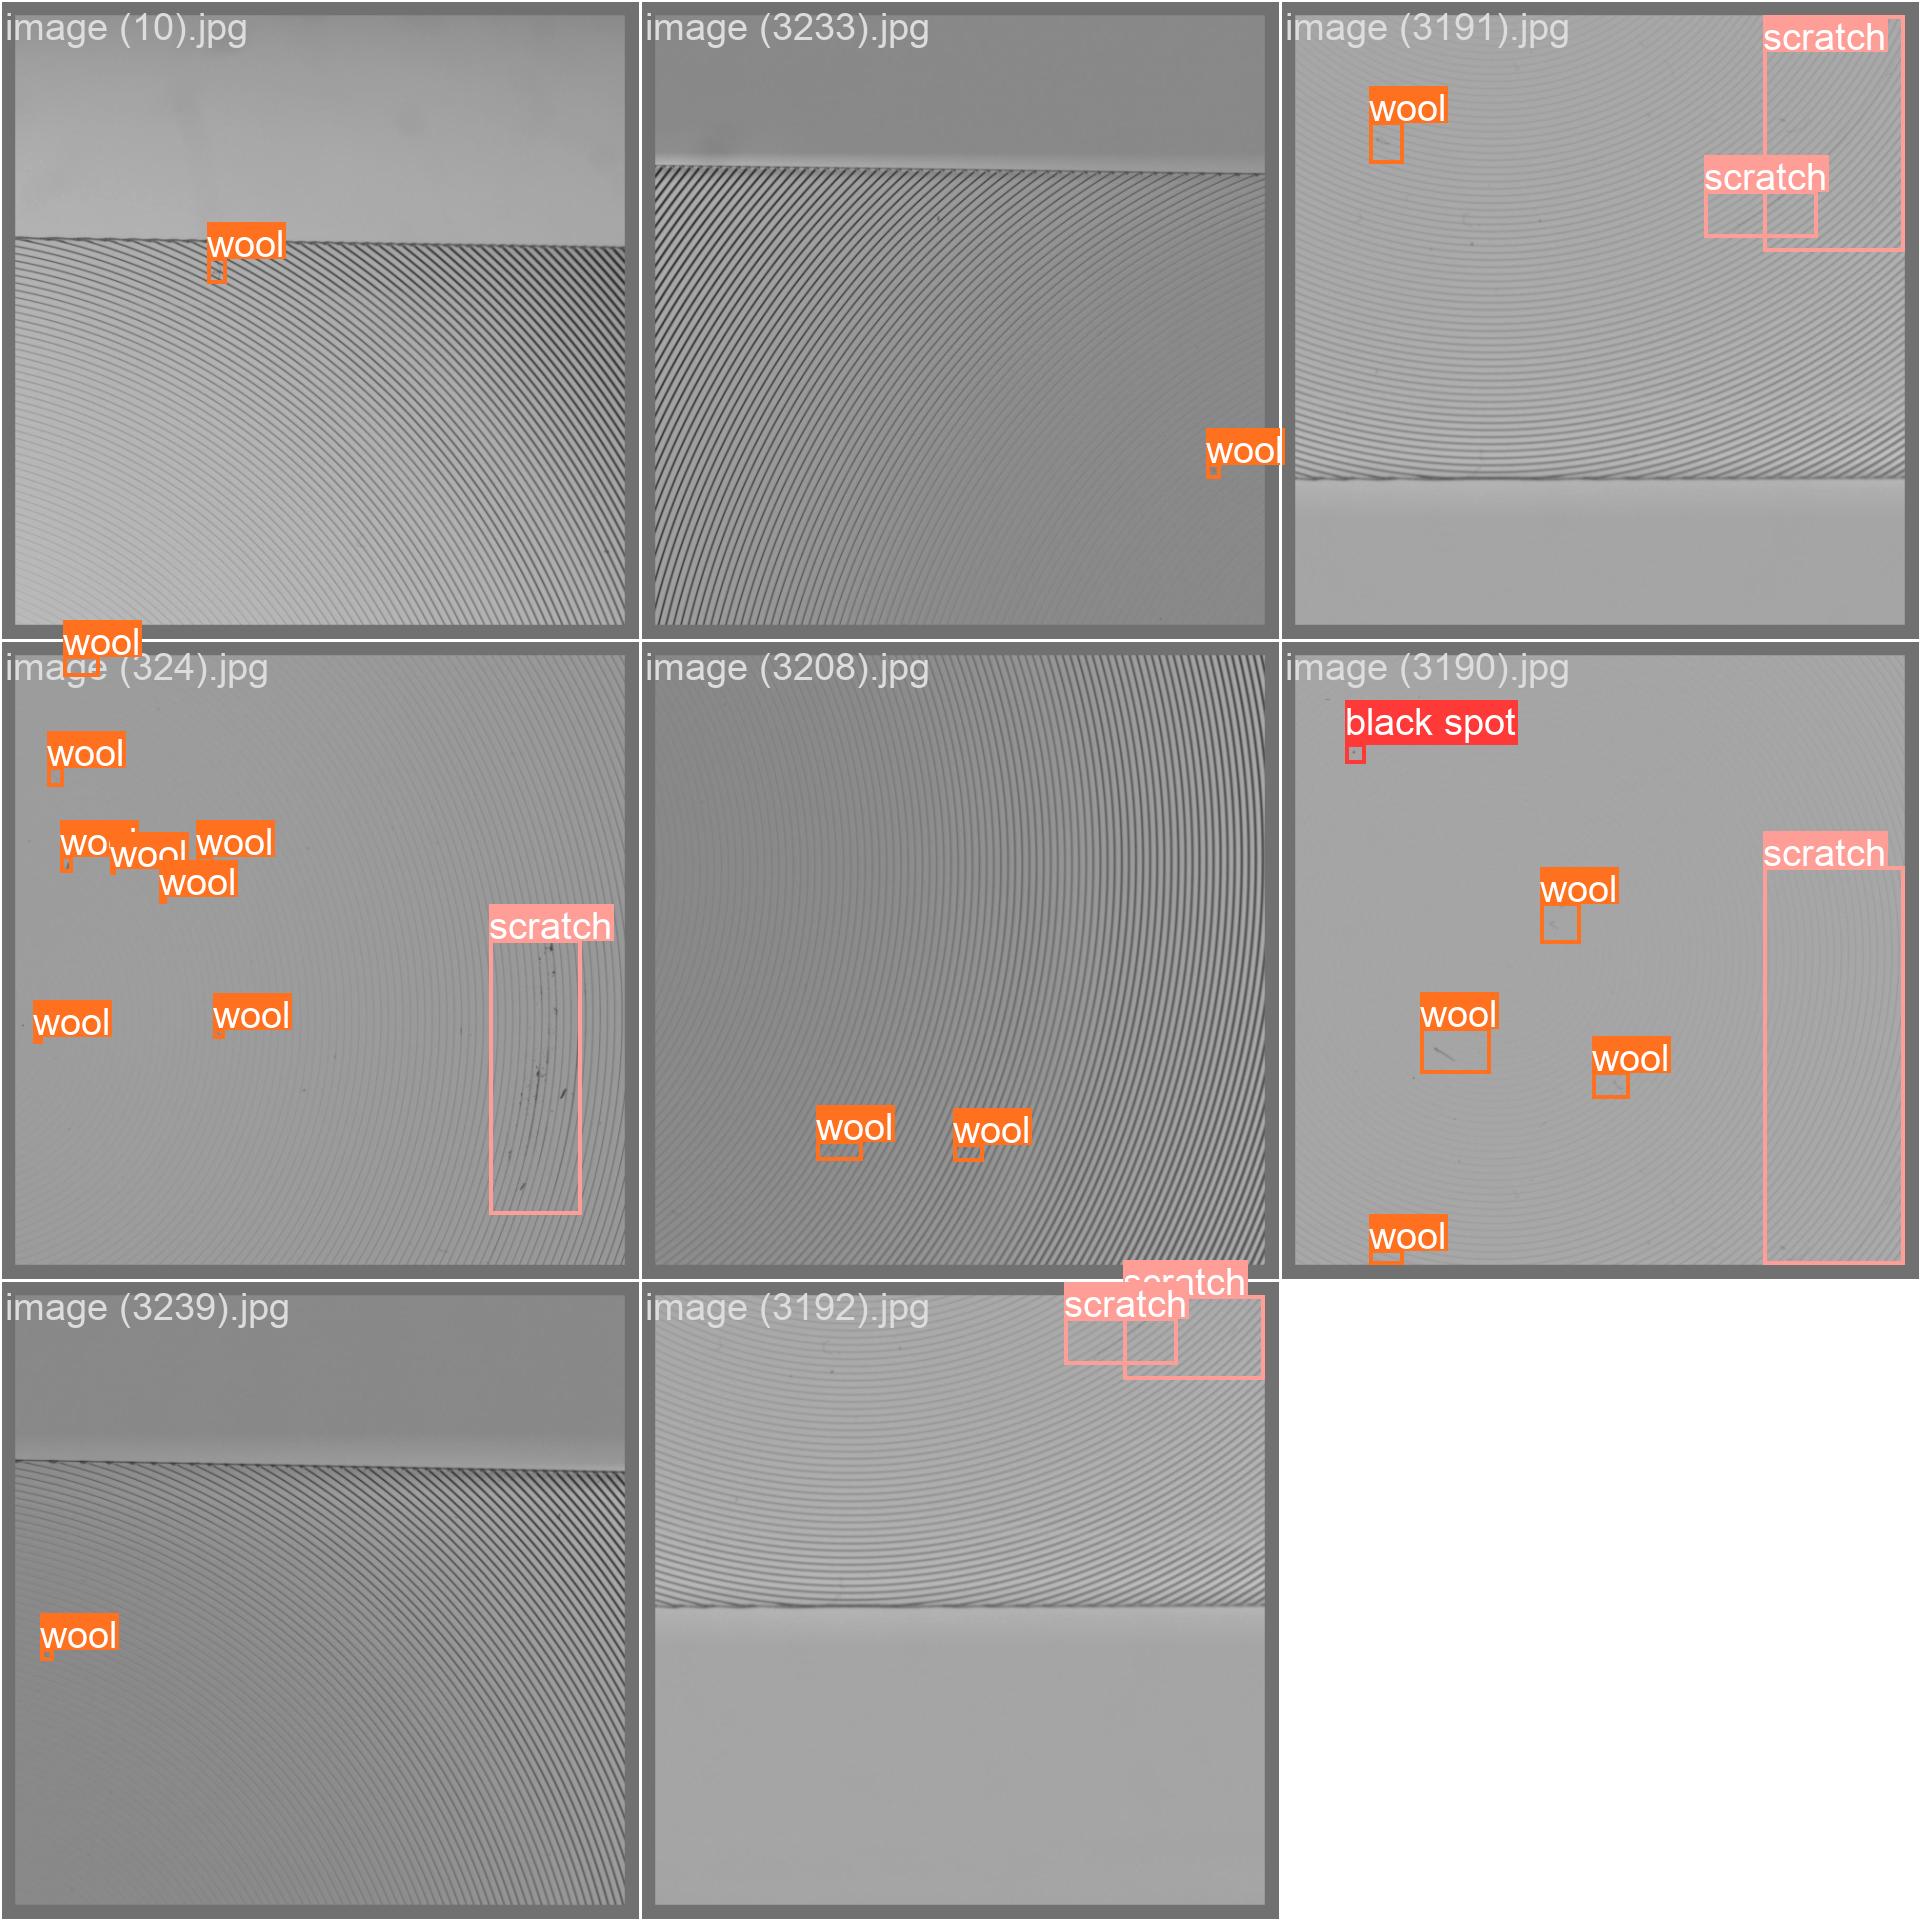 image (10).jpg
image (3233).jpg
image (3191).jpg
scratch
wool
scratch
wool
wool
wool
image (324).jpg
image (3208).jpg
image (3190).jpg
black spot
wool
wool
wool
wool
scratch
wool
scratch
wool
wool
wool
wool
wool
wool
wool
scratch
image (3239).jpg
image (3192).jpg
scratch
wool